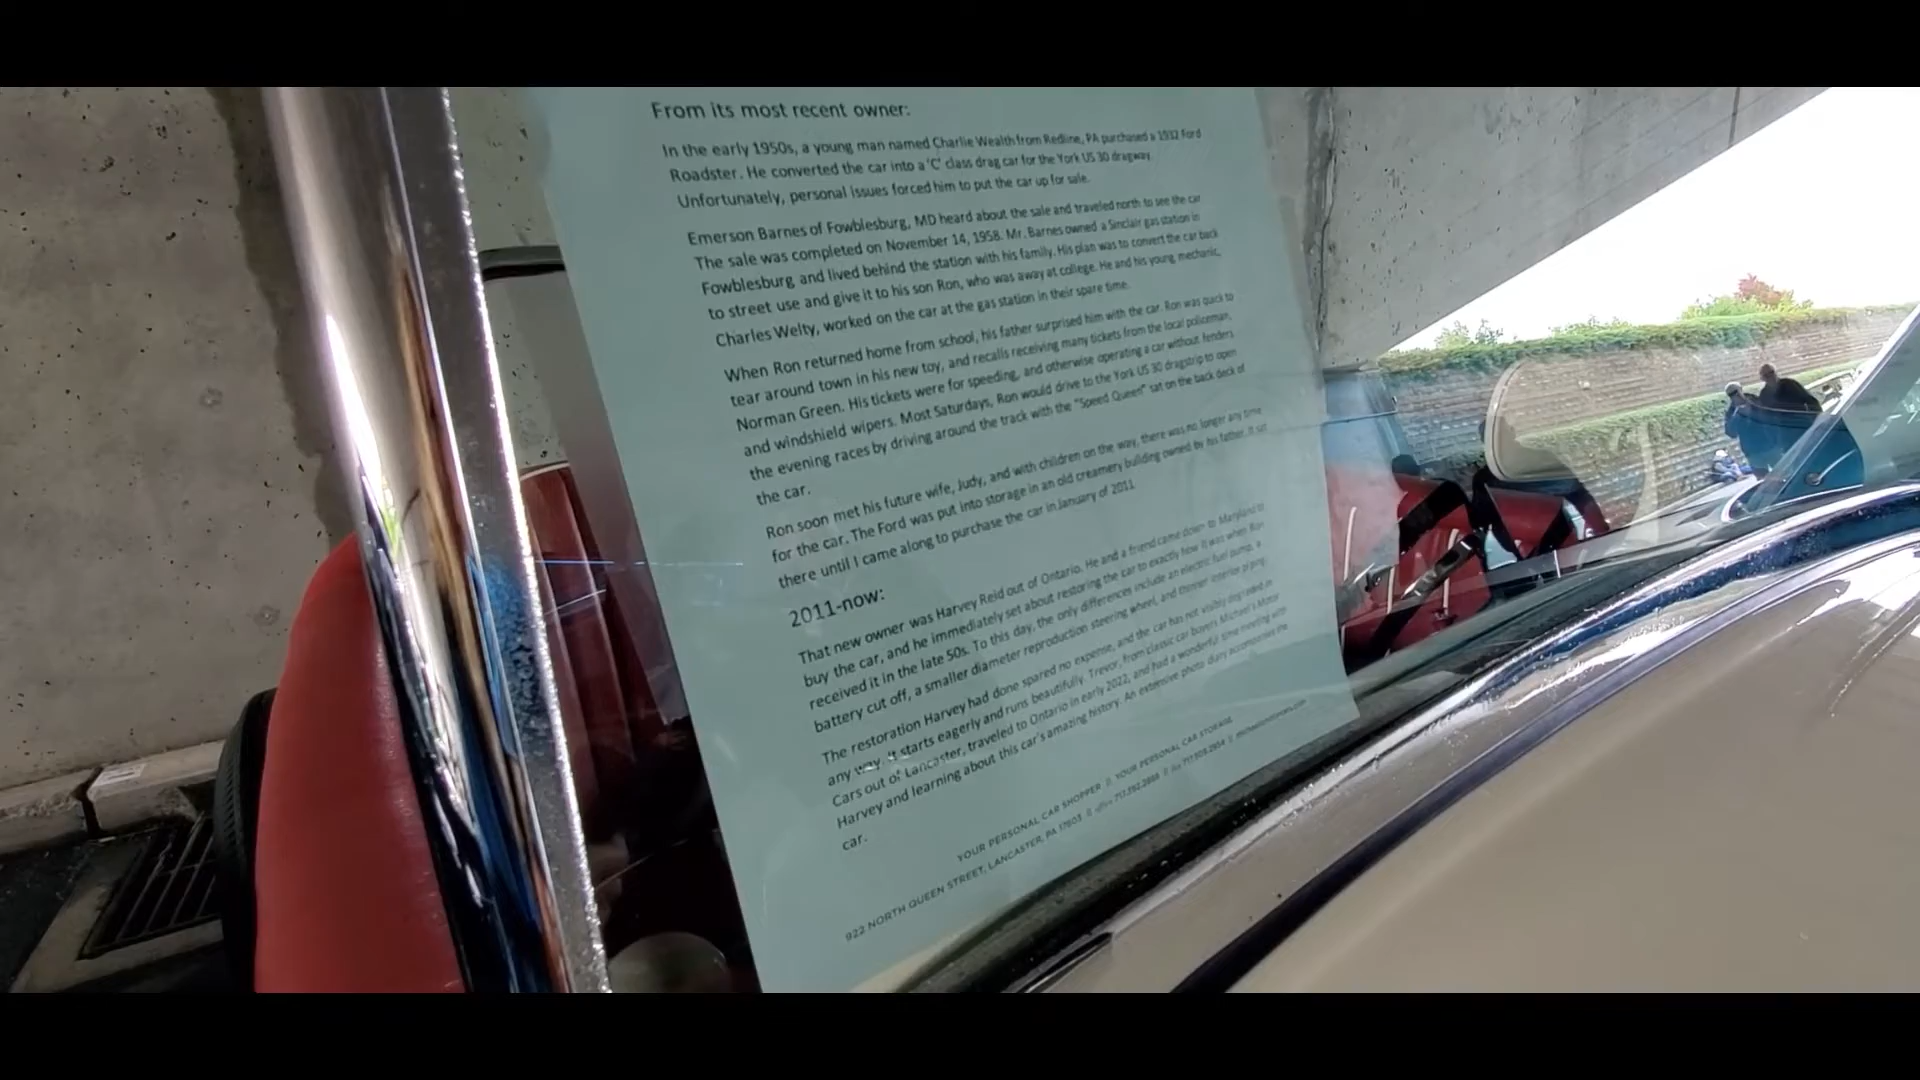 From its most recent owner:
In the early 1950s, a young man named Charlie Wealth from Redline, PA purchased a 1932 Ford
Roadster. He converted the car into a 'C' class drag car for the York US 30 dragway.
Unfortunately, personal issues forced him to put the car up for sale.
Emerson Barnes of Fowblesburg, MD heard about the sale and traveled north to see the car
The sale was completed on November 14, 1958. Mr. Barnes owned a Sinclair gas station in
Fowblesburg and lived behind the station with his family. His plan was to convert the car back
to street use and give it to his son Ron, who was away at college. He and his young mechanic,
Charles Welty, worked on the car at the gas station in their spare time.
When Ron returned home from school, his father surprised him with the car. Ron was quick to
tear around town in his new toy, and recalls receiving many tickets from the local policeman,
Norman Green. His tickets were for speeding, and otherwise operating a car without fenders
and windshield wipers. Most Saturdays, Ron would drive to the York US 30 dragstrip to open
the evening races by driving around the track with the "Speed Queen" sat on the back deck of
the car.
Ron soon met his future wife, Judy, and with children on the way, there was no longer any time
for the car. The Ford was put into storage in an old creamery building owned by his father. It sat
there until I came along to purchase the car in January of 2011
2011-now:
That new owner was Harvey Reid out of Ontario. He and a friend came down to Maryland to
buy the car, and he immediately set about restoring the car to exactly how it was when Ron
received it in the late 50s. To this day, the only differences include an electric fuel pump, a
battery cut off, a smaller diameter reproduction steering wheel, and thinner interior piping.
The restoration Harvey had done spared no expense, and the car has not visibly degraded in
any way. It starts eagerly and runs beautifully. Trevor, from classic car buyers Michael's Motor
Cars out of Lancaster, traveled to Ontario in early 2022, and had a wonderful time meeting with
Harvey and learning about this car's amazing history. An extensive photo diary accompanies the
car.
YOUR PERSONAL CAR SHOPPER || YOUR PERSONAL CAR STORAGE
922 NORTH QUEEN STREET, LANCASTER, PA 17603 || office